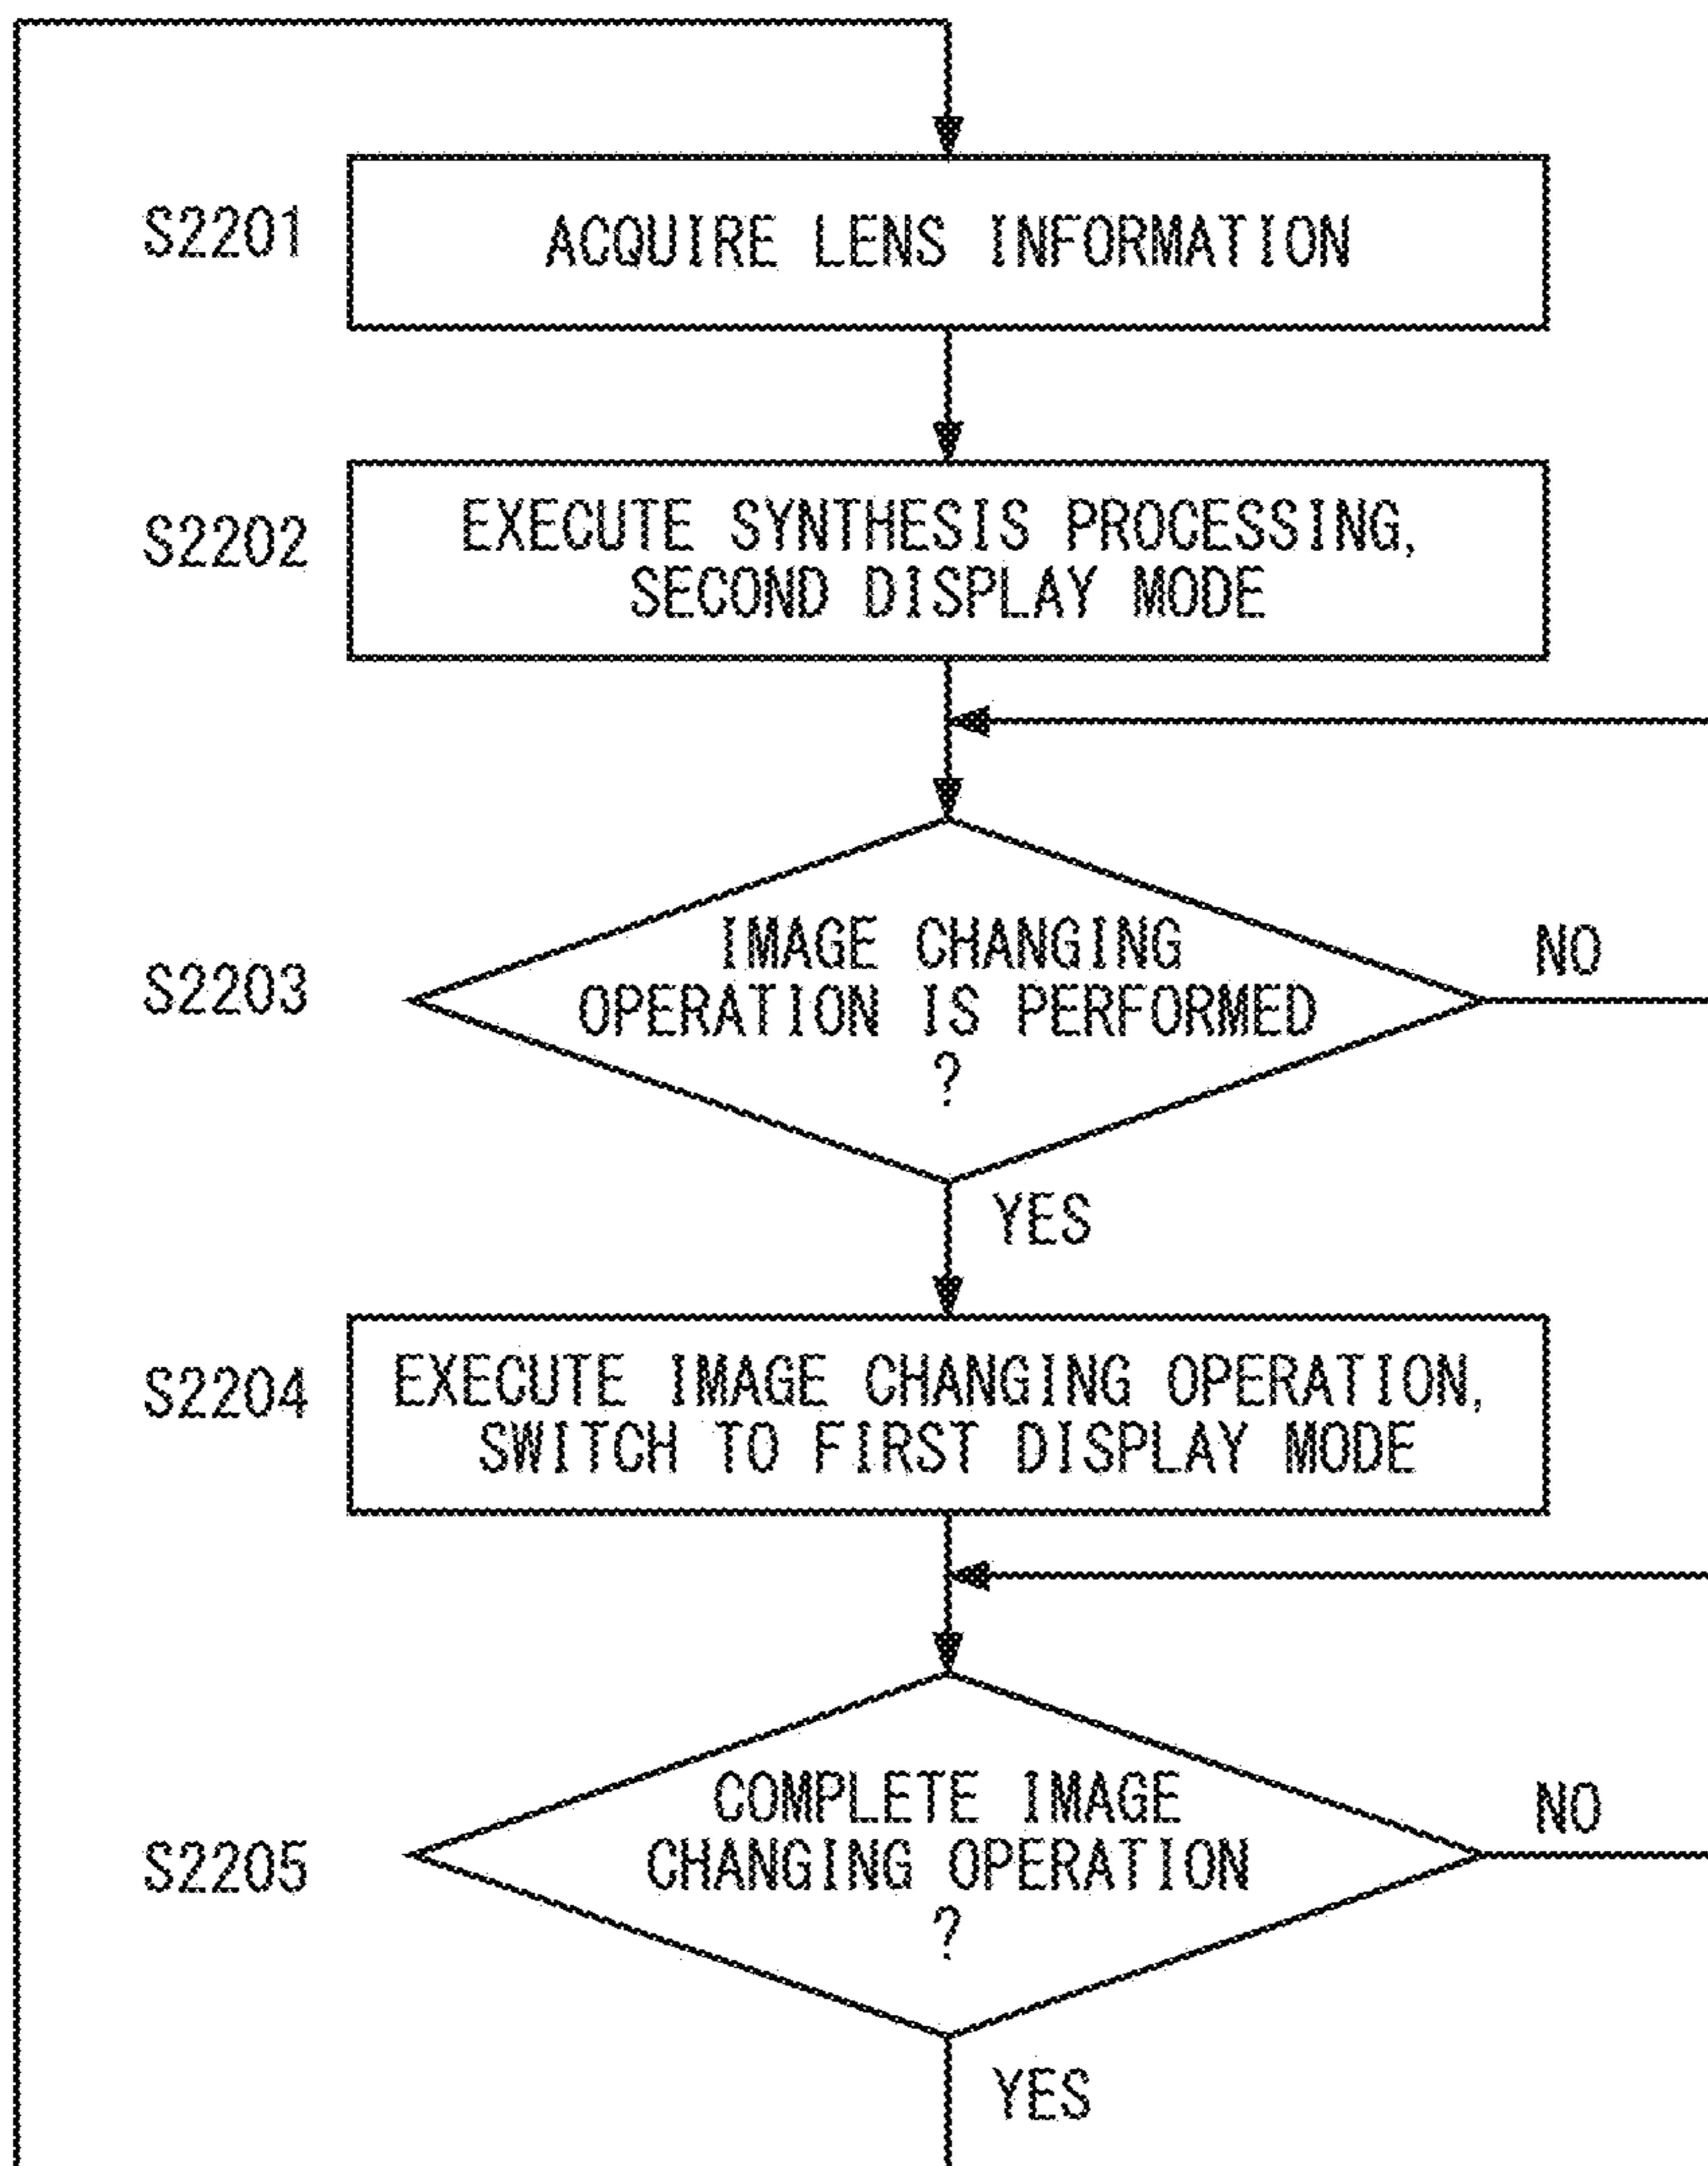 S2201
ACQUIRE LENS INFORMATION
S2202
EXECUTE SYNTHESIS PROCESSING,
SECOND DISPLAY MODE
S2203
IMAGE CHANGING
OPERATION IS PERFORMED
?
NO
YES
S2204
EXECUTE IMAGE CHANGING OPERATION,
SWITCH TO FIRST DISPLAY MODE
S2205
COMPLETE IMAGE
CHANGING OPERATION
?
NO
YES